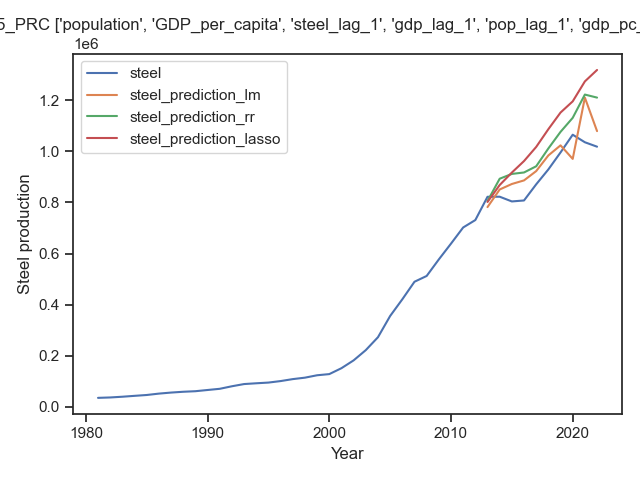 5_PRC ['population', 'GDP_per_capita', 'steel_lag_1', 'gdp_lag_1', 'pop_lag_1', 'gdp_pc_
1e6
steel
steel_prediction_lm
steel_prediction_rr
steel_prediction_lasso
1.2
1.0
0.8
0.6
0.4
0.2
0.0
Steel production
1980 1990 2000 2010 2020
Year